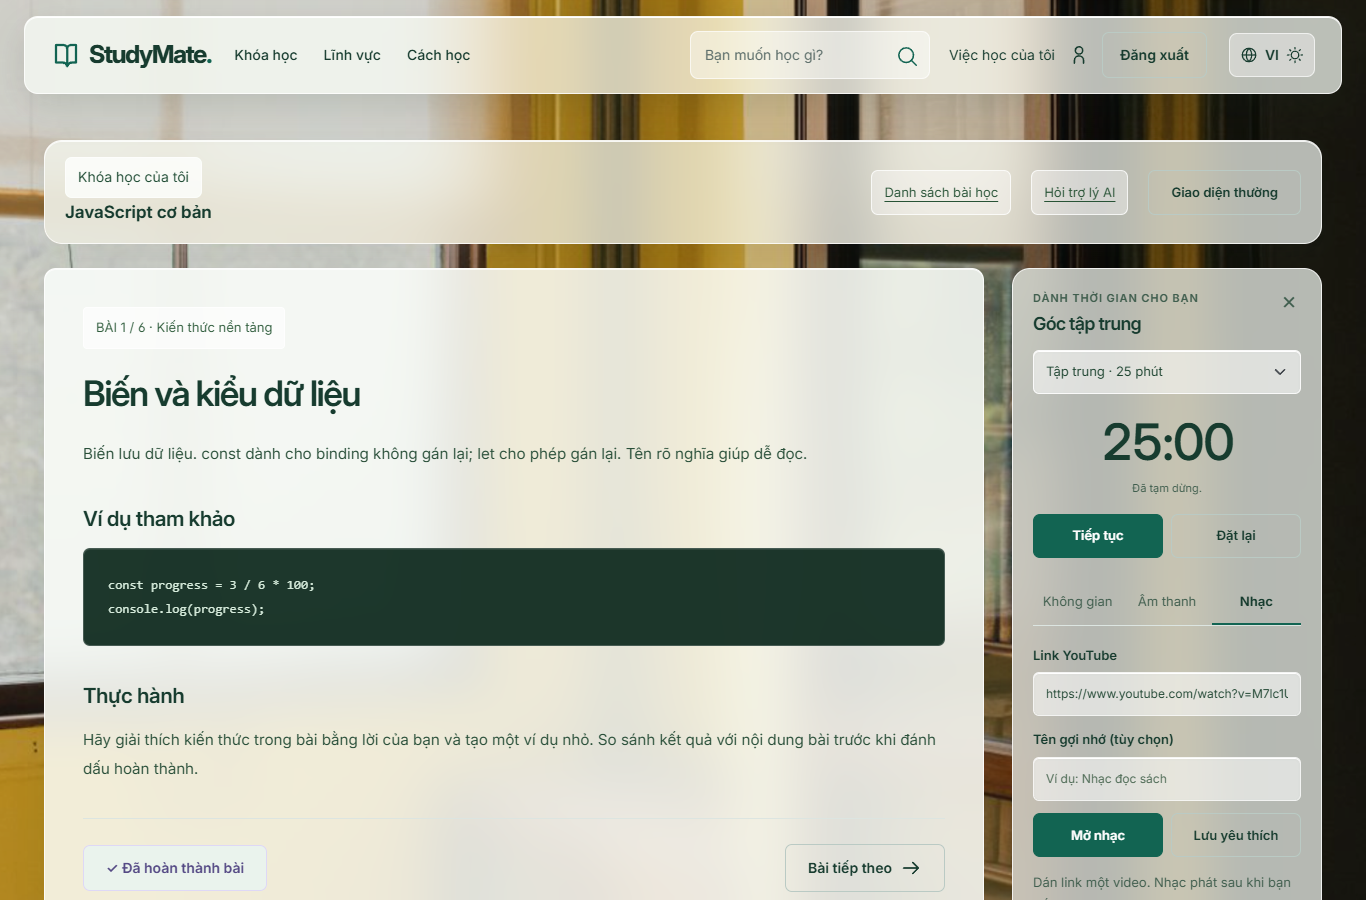 StudyMate.
Khóa học
Lĩnh vực
Cách học
Bạn muốn học gì?
Việc học của tôi
Đăng xuất
VI
Khóa học của tôi
JavaScript cơ bản
Danh sách bài học
Hỏi trợ lý AI
Giao diện thường
BÀI 1 / 6 · Kiến thức nền tảng
Biến và kiểu dữ liệu
Biến lưu dữ liệu. const dành cho binding không gán lại; let cho phép gán lại. Tên rõ nghĩa giúp dễ đọc.
Ví dụ tham khảo
const progress = 3 / 6 * 100;
console.log(progress);
Thực hành
Hãy giải thích kiến thức trong bài bằng lời của bạn và tạo một ví dụ nhỏ. So sánh kết quả với nội dung bài trước khi đánh
dấu hoàn thành.
✓ Đã hoàn thành bài
Bài tiếp theo →
DÀNH THỜI GIAN CHO BẠN
Góc tập trung
Tập trung · 25 phút
25:00
Đã tạm dừng.
Tiếp tục
Đặt lại
Không gian
Âm thanh
Nhạc
Link YouTube
https://www.youtube.com/watch?v=M7lc1U
Tên gợi nhớ (tùy chọn)
Ví dụ: Nhạc đọc sách
Mở nhạc
Lưu yêu thích
Dán link một video. Nhạc phát sau khi bạn